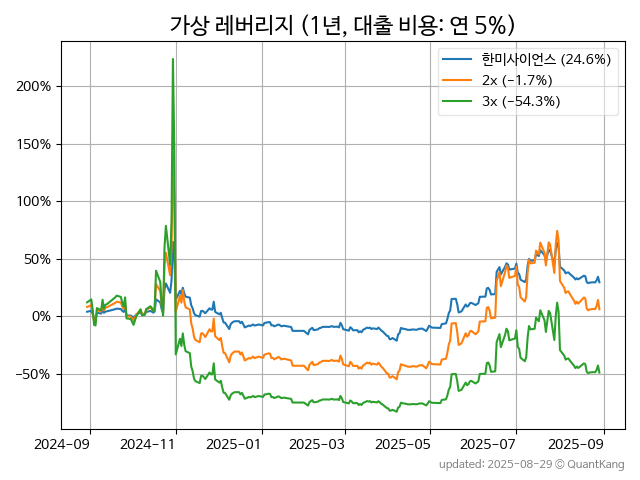 가상 레버리지 (1년, 대출 비용: 연 5%)
한미사이언스 (24.6%)
2x (−1.7%)
3x (−54.3%)
200%
150%
100%
50%
0%
−50%
2024-09 2024-11 2025-01 2025-03 2025-05 2025-07 2025-09
updated: 2025-08-29 © QuantKang